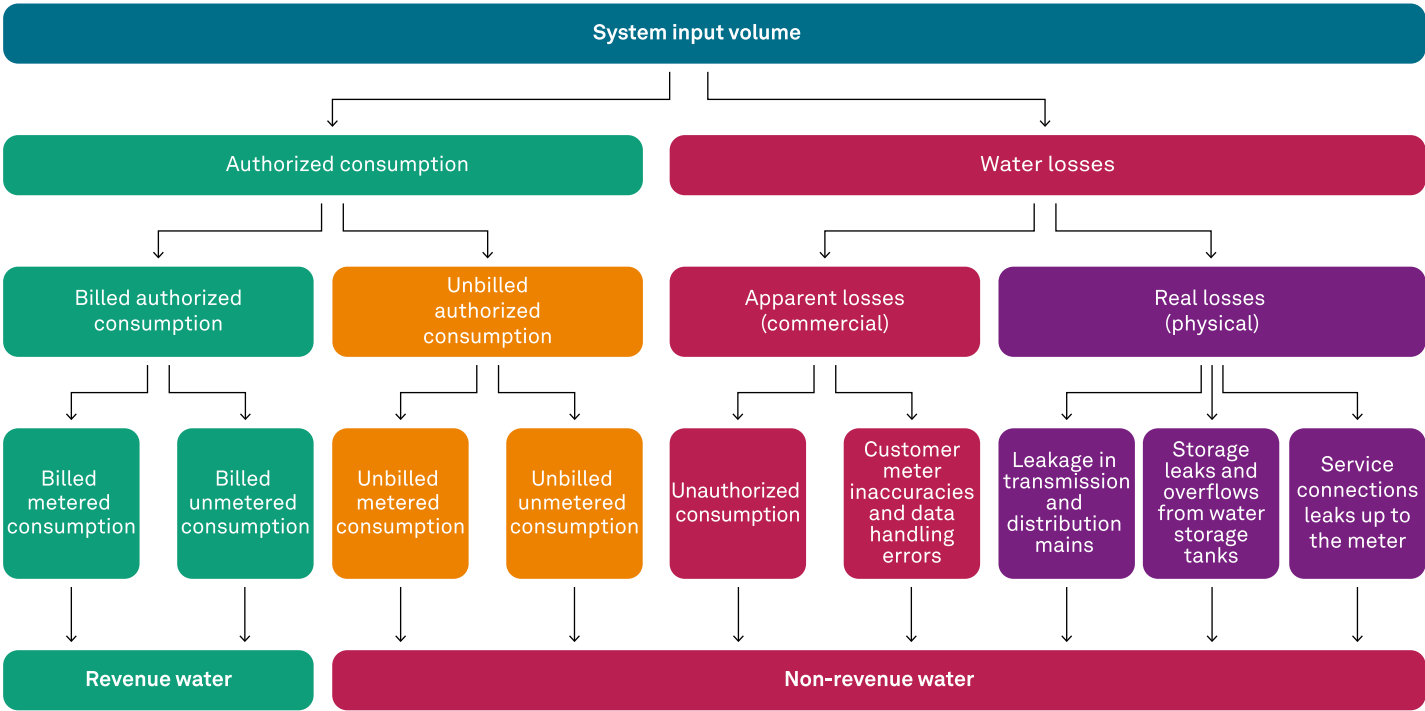 System input volume
Authorized consumption
Water losses
Billed authorized
consumption
Unbilled
authorized
consumption
Apparent losses
(commercial)
Real losses
(physical)
Billed
metered
consumption
Billed
unmetered
consumption
Unbilled
metered
consumption
Unbilled
unmetered
consumption
Unauthorized
consumption
Customer
meter
inaccuracies
and data
handling
errors
Leakage in
transmission
and
distribution
mains
Storage
leaks and
overflows
from water
storage
tanks
Service
connections
leaks up to
the meter
Revenue water
Non-revenue water